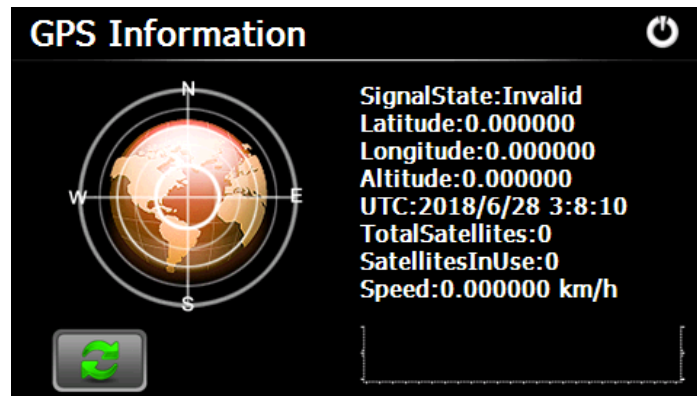 GPS Information
N
W
E
S
SignalState:Invalid
Latitude:0.000000
Longitude:0.000000
Altitude:0.000000
UTC:2018/6/28 3:8:10
TotalSatellites:0
SatellitesInUse:0
Speed:0.000000 km/h